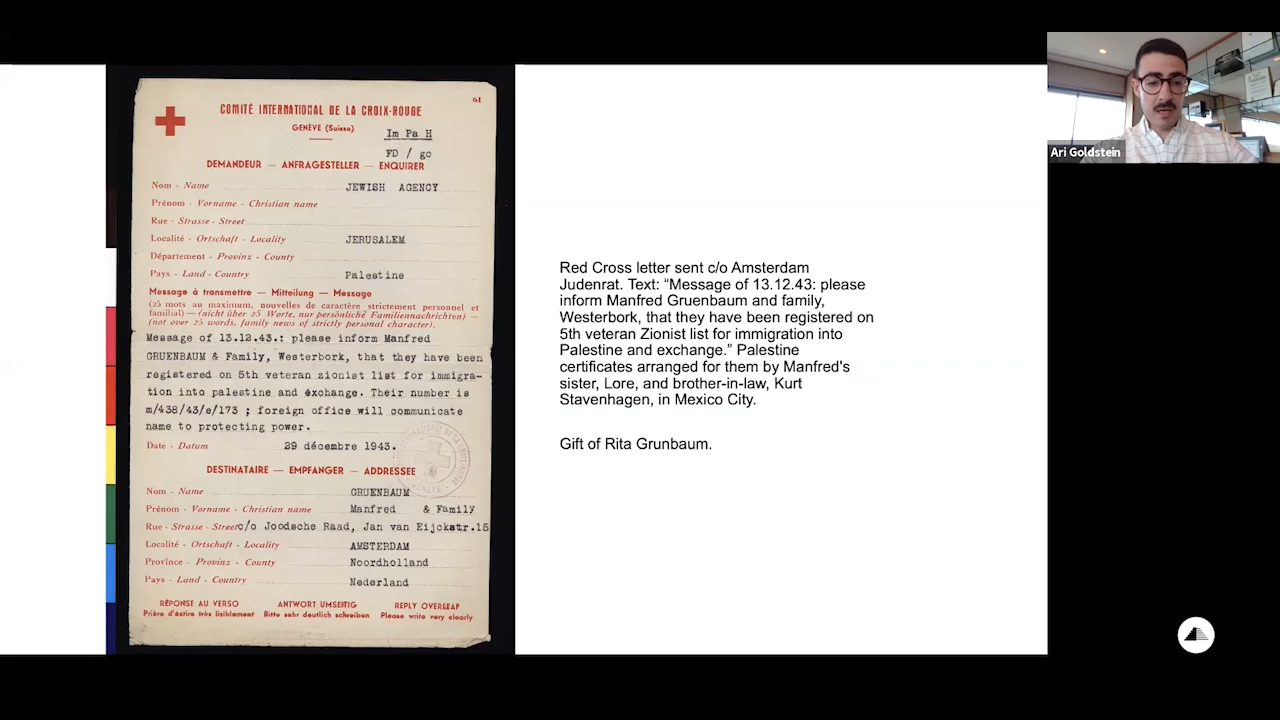 61
COMITÉ INTERNATIONAL DE LA CROIX-ROUGE
GENÈVE (Suisse)
Im Pa H
FD / gc
DEMANDEUR — ANFRAGESTELLER — ENQUIRER
Nom - Name JEWISH AGENCY
Prénom - Vorname - Christian name
Rue - Strasse - Street
Localité - Ortschaft - Locality JERUSALEM
Département - Provinz - County
Pays - Land - Country Palestine
Message à transmettre — Mitteilung — Message
(25 mots au maximum, nouvelles de caractère strictement personnel et
familial) — (nicht über 25 Worte, nur persönliche Familiennachrichten) —
(not over 25 words, family news of strictly personal character).
Message of 13.12.43.: please inform Manfred
GRUENBAUM & Family, Westerbork, that they have been
registered on 5th veteran zionist list for immigra-
tion into palestine and exchange. Their number is
m/438/43/e/173 ; foreign office will communicate
name to protecting power.
Date - Datum 29 décembre 1943.
DESTINATAIRE — EMPFANGER — ADDRESSEE
Nom - Name GRUENBAUM
Prénom - Vorname - Christian name Manfred & Family
Rue - Strasse - Street c/o Joodsche Raad, Jan van Eijckstr.15
Localité - Ortschaft - Locality AMSTERDAM
Province - Provinz - County Noordholland
Pays - Land - Country Nederland
RÉPONSE AU VERSO ANTWORT UMSEITIG REPLY OVERLEAF
Prière d'écrire très lisiblement Bitte sehr deutlich schreiben Please write very clearly
Red Cross letter sent c/o Amsterdam
Judenrat. Text: “Message of 13.12.43: please
inform Manfred Gruenbaum and family,
Westerbork, that they have been registered on
5th veteran Zionist list for immigration into
Palestine and exchange.” Palestine
certificates arranged for them by Manfred's
sister, Lore, and brother-in-law, Kurt
Stavenhagen, in Mexico City.
Gift of Rita Grunbaum.
Ari Goldstein